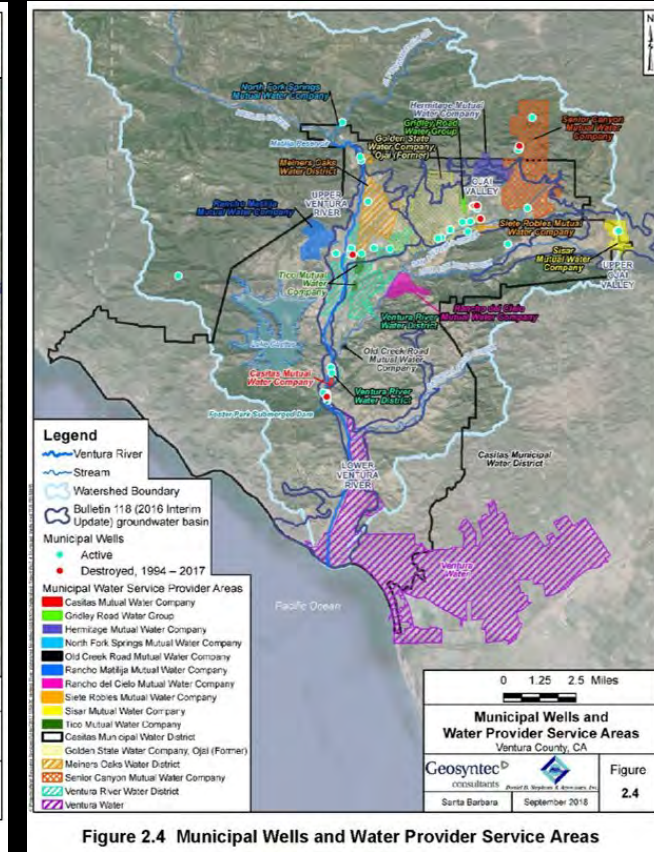 N
North Fork Springs
Mutual Water Company
Matilija Reservoir
Hermitage Mutual
Water Company
Gridley Road
Water Group
Golden State
Water Company,
Ojai (Former)
Senior Canyon
Mutual Water
Company
Meiners Oaks
Water District
UPPER
VENTURA
RIVER
OJAI
VALLEY
Rancho Matilija
Mutual Water Company
Siete Robles Mutual
Water Company
Sisar
Mutual Water
Company
UPPER
OJAI
VALLEY
Tico Mutual
Water
Company
Rancho del Cielo
Mutual Water Company
Ventura River
Water District
Lake Casitas
Old Creek Road
Mutual Water
Company
Casitas Mutual
Water Company
Ventura River
Water District
Foster Park Submerged Dam
Casitas Municipal
Water District
LOWER
VENTURA
RIVER
Ventura
Water
Pacific Ocean
Legend
Ventura River
Stream
Watershed Boundary
Bulletin 118 (2016 Interim
Update) groundwater basin
Municipal Wells
Active
Destroyed, 1994 – 2017
Municipal Water Service Provider Areas
Casitas Mutual Water Company
Gridley Road Water Group
Hermitage Mutual Water Company
North Fork Springs Mutual Water Company
Old Creek Road Mutual Water Company
Rancho Matilija Mutual Water Company
Rancho del Cielo Mutual Water Company
Siete Robles Mutual Water Company
Sisar Mutual Water Company
Tico Mutual Water Company
Casitas Municipal Water District
Golden State Water Company, Ojai (Former)
Meiners Oaks Water District
Senior Canyon Mutual Water Company
Ventura River Water District
Ventura Water
0 1.25 2.5 Miles
Municipal Wells and
Water Provider Service Areas
Ventura County, CA
Geosyntec
consultants
Daniel B. Stephens & Associates, Inc.
Santa Barbara
September 2018
Figure
2.4
Figure 2.4 Municipal Wells and Water Provider Service Areas